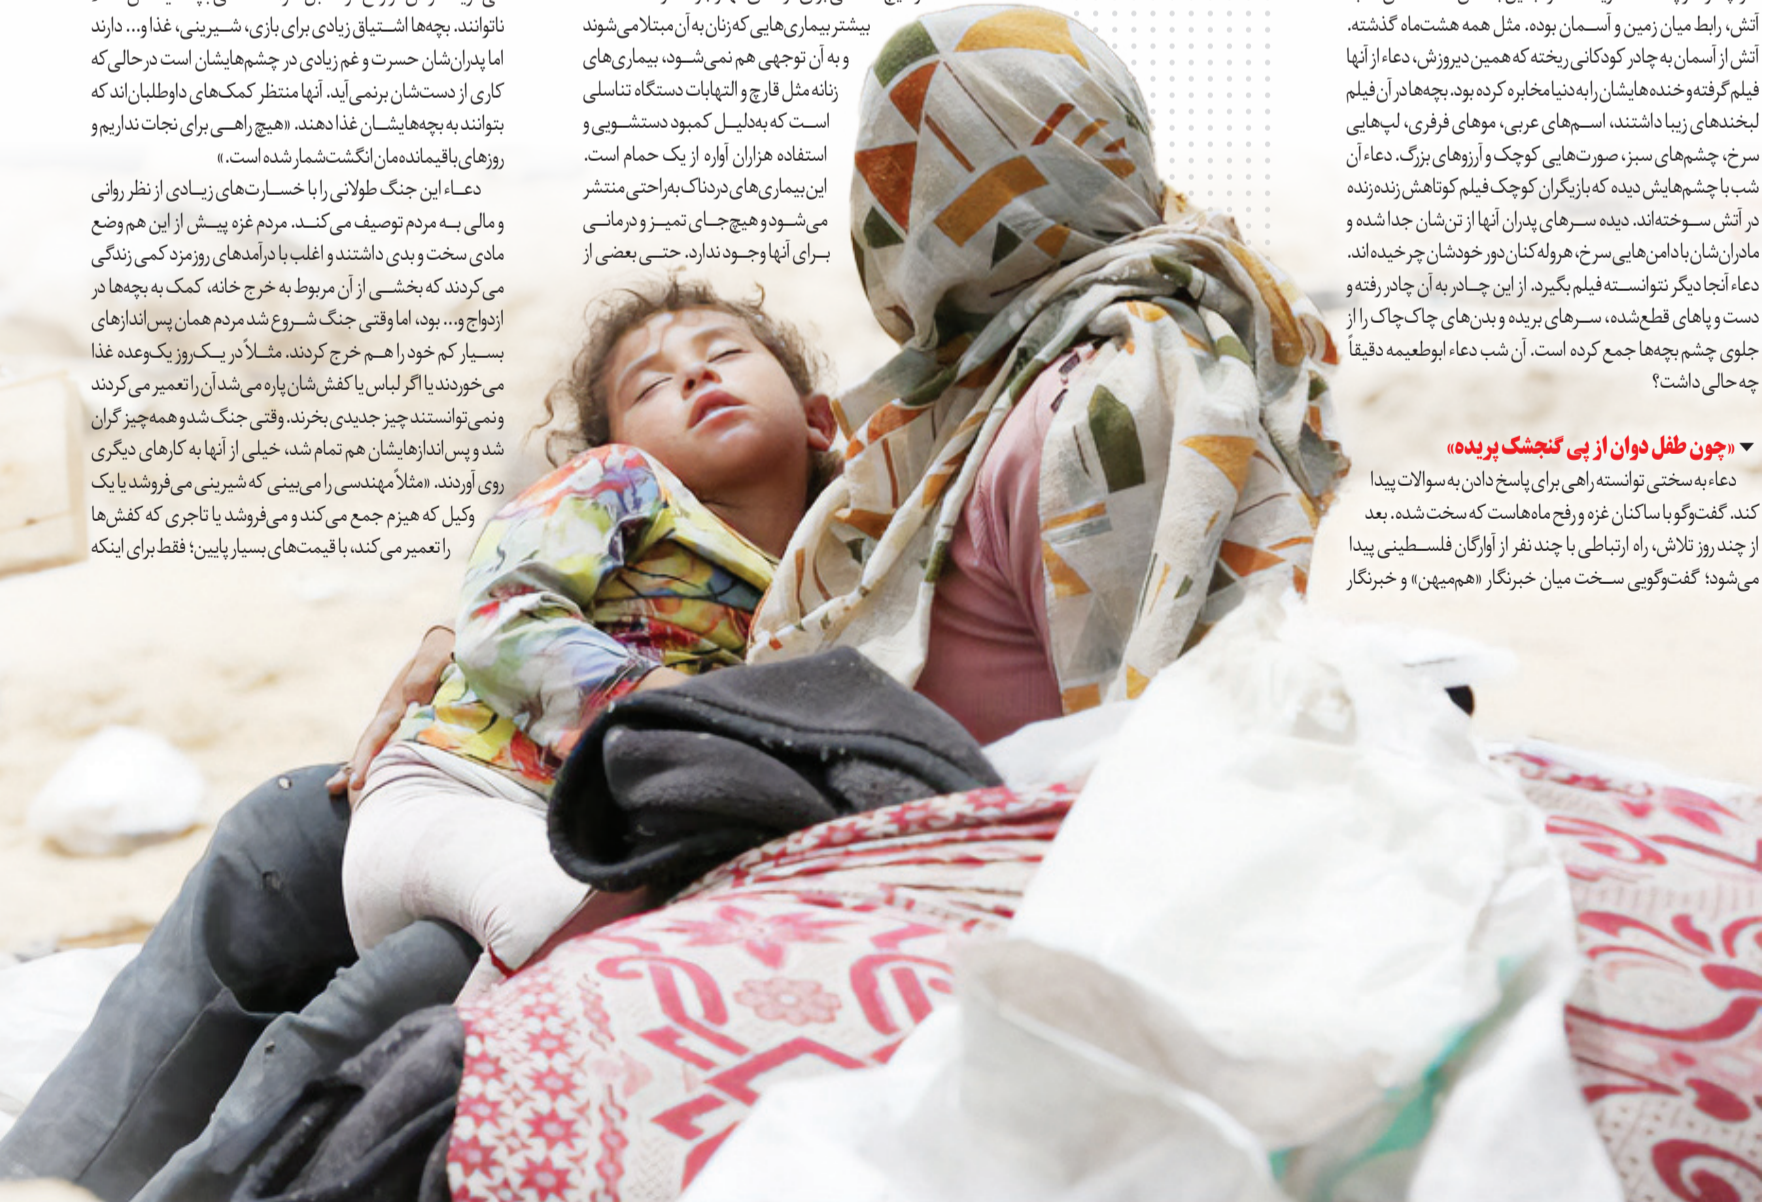 آتش، رابط میان زمین و آسمان بوده. مثل همه هشت‌ماه گذشته.
آتش از آسمان به چادر کودکانی ریخته که همین دیروزش، دعاء از آنها
فیلم گرفته و خنده‌هایشان را به دنیا مخابره کرده بود. بچه‌ها در آن فیلم
لبخندهای زیبا داشتند، اسم‌های عربی، موهای فرفری، لپ‌هایی
سرخ، چشم‌های سبز، صورت‌هایی کوچک و آرزوهای بزرگ. دعاء آن
شب با چشم‌هایش دیده که بازیگران کوچک فیلم کوتاهش زنده‌زنده
در آتش سوخته‌اند. دیده سرهای پدران آنها از تن‌شان جدا شده و
مادران‌شان با دامن‌هایی سرخ، هروله‌کنان دور خودشان چرخیده‌اند.
دعاء آنجا دیگر نتوانسته فیلم بگیرد. از این چادر به آن چادر رفته و
دست و پاهای قطع‌شده، سرهای بریده و بدن‌های چاک‌چاک را از
جلوی چشم بچه‌ها جمع کرده است. آن شب دعاء ابوطعیمه دقیقاً
چه حالی داشت؟
«چون طفل دوان از پی گنجشک پریده»
دعاء به سختی توانسته راهی برای پاسخ دادن به سوالات پیدا
کند. گفت‌وگو با ساکنان غزه و رفح ماه‌هاست که سخت شده. بعد
از چند روز تلاش، راه ارتباطی با چند نفر از آوارگان فلسطینی پیدا
می‌شود؛ گفت‌وگویی سخت میان خبرنگار «هم‌میهن» و خبرنگار
بیشتر بیماری‌هایی که زنان به آن مبتلا می‌شوند
و به آن توجهی هم نمی‌شود، بیماری‌های
زنانه مثل قارچ و التهابات دستگاه تناسلی
است که به‌دلیل کمبود دستشویی و
استفاده هزاران آواره از یک حمام است.
این بیماری‌های دردناک به‌راحتی منتشر
می‌شود و هیچ جای تمیز و درمانی
برای آنها وجود ندارد. حتی بعضی از
ناتوانند. بچه‌ها اشتیاق زیادی برای بازی، شیرینی، غذا و... دارند
اما پدران‌شان حسرت و غم زیادی در چشم‌هایشان است در حالی که
کاری از دست‌شان برنمی‌آید. آنها منتظر کمک‌های داوطلبان‌اند که
بتوانند به بچه‌هایشان غذا دهند. «هیچ راهی برای نجات نداریم و
روزهای باقیمانده‌مان انگشت‌شمار شده است.»
دعاء این جنگ طولانی را با خسارت‌های زیادی از نظر روانی
و مالی به مردم توصیف می‌کند. مردم غزه پیش از این هم وضع
مادی سخت و بدی داشتند و اغلب با درآمدهای روزمزد کمی زندگی
می‌کردند که بخشی از آن مربوط به خرج خانه، کمک به بچه‌ها در
ازدواج و... بود، اما وقتی جنگ شروع شد مردم همان پس‌اندازهای
بسیار کم خود را هم خرج کردند. مثلاً در یک‌روز یک‌وعده غذا
می‌خوردند یا اگر لباس یا کفش‌شان پاره می‌شد آن را تعمیر می‌کردند
و نمی‌توانستند چیز جدیدی بخرند. وقتی جنگ شد و همه‌چیز گران
شد و پس‌اندازهایشان هم تمام شد، خیلی از آنها به کارهای دیگری
روی آوردند. «مثلاً مهندسی را می‌بینی که شیرینی می‌فروشد یا یک
وکیل که هیزم جمع می‌کند و می‌فروشد یا تاجری که کفش‌ها
را تعمیر می‌کند، با قیمت‌های بسیار پایین؛ فقط برای اینکه